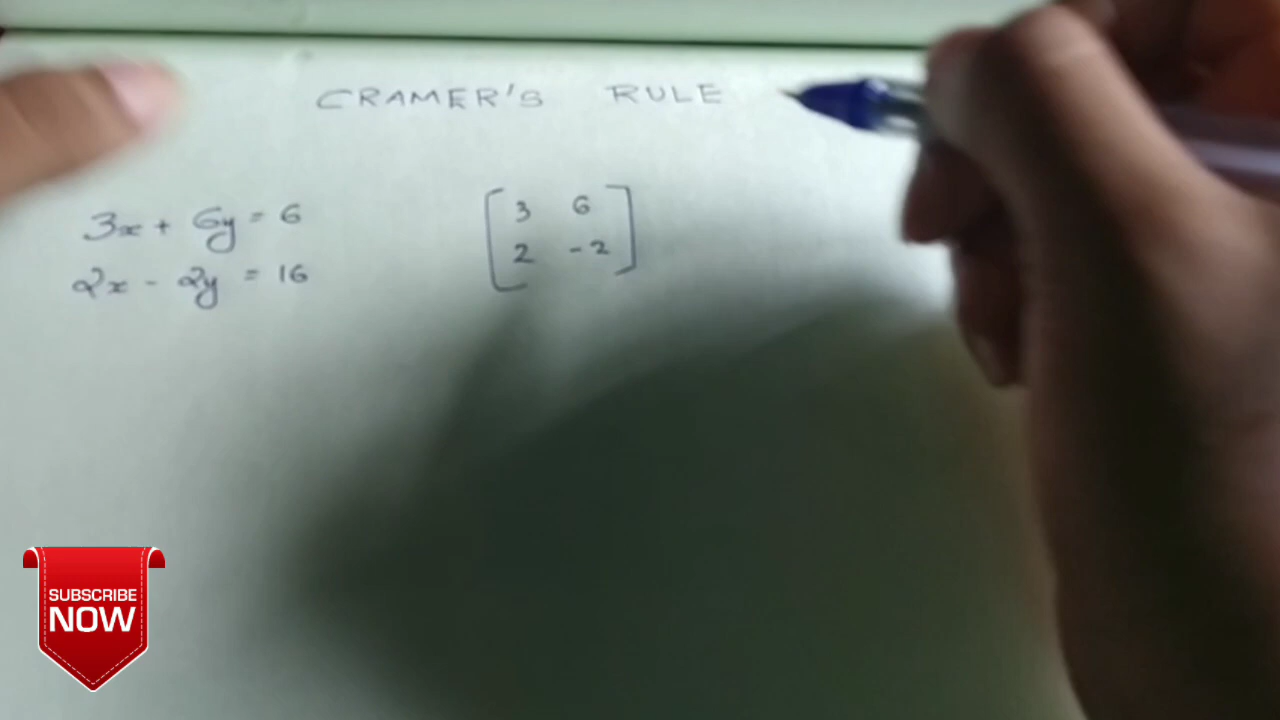 CRAMER'S RULE
3x + 6y = 6
2x - 2y = 16
3 6
2 -2
SUBSCRIBE
NOW